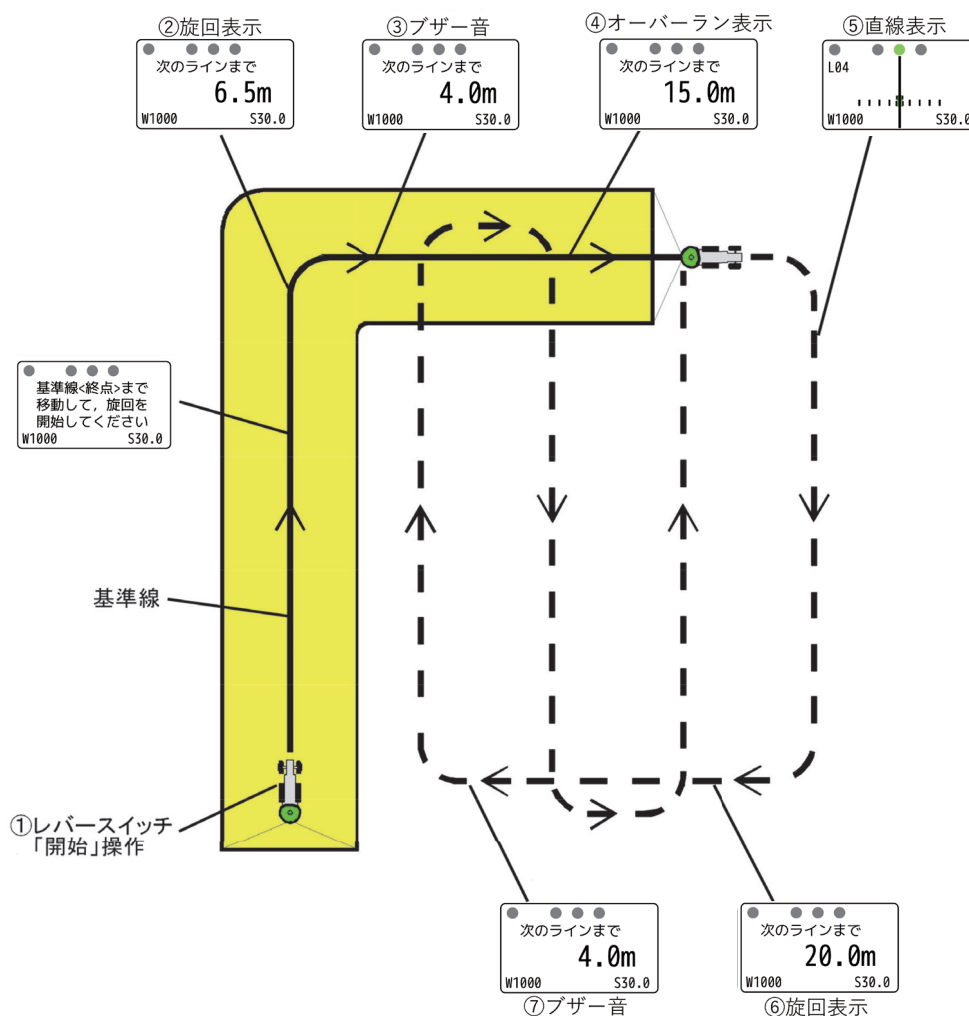 ②旋回表示
次のラインまで
6.5m
W1000 S30.0
③ブザー音
次のラインまで
4.0m
W1000 S30.0
④オーバーラン表示
次のラインまで
15.0m
W1000 S30.0
⑤直線表示
L04
W1000 S30.0
基準線<終点>まで
移動して，旋回を
開始してください
W1000 S30.0
基準線
①レバースイッチ
「開始」操作
次のラインまで
4.0m
W1000 S30.0
⑦ブザー音
次のラインまで
20.0m
W1000 S30.0
⑥旋回表示